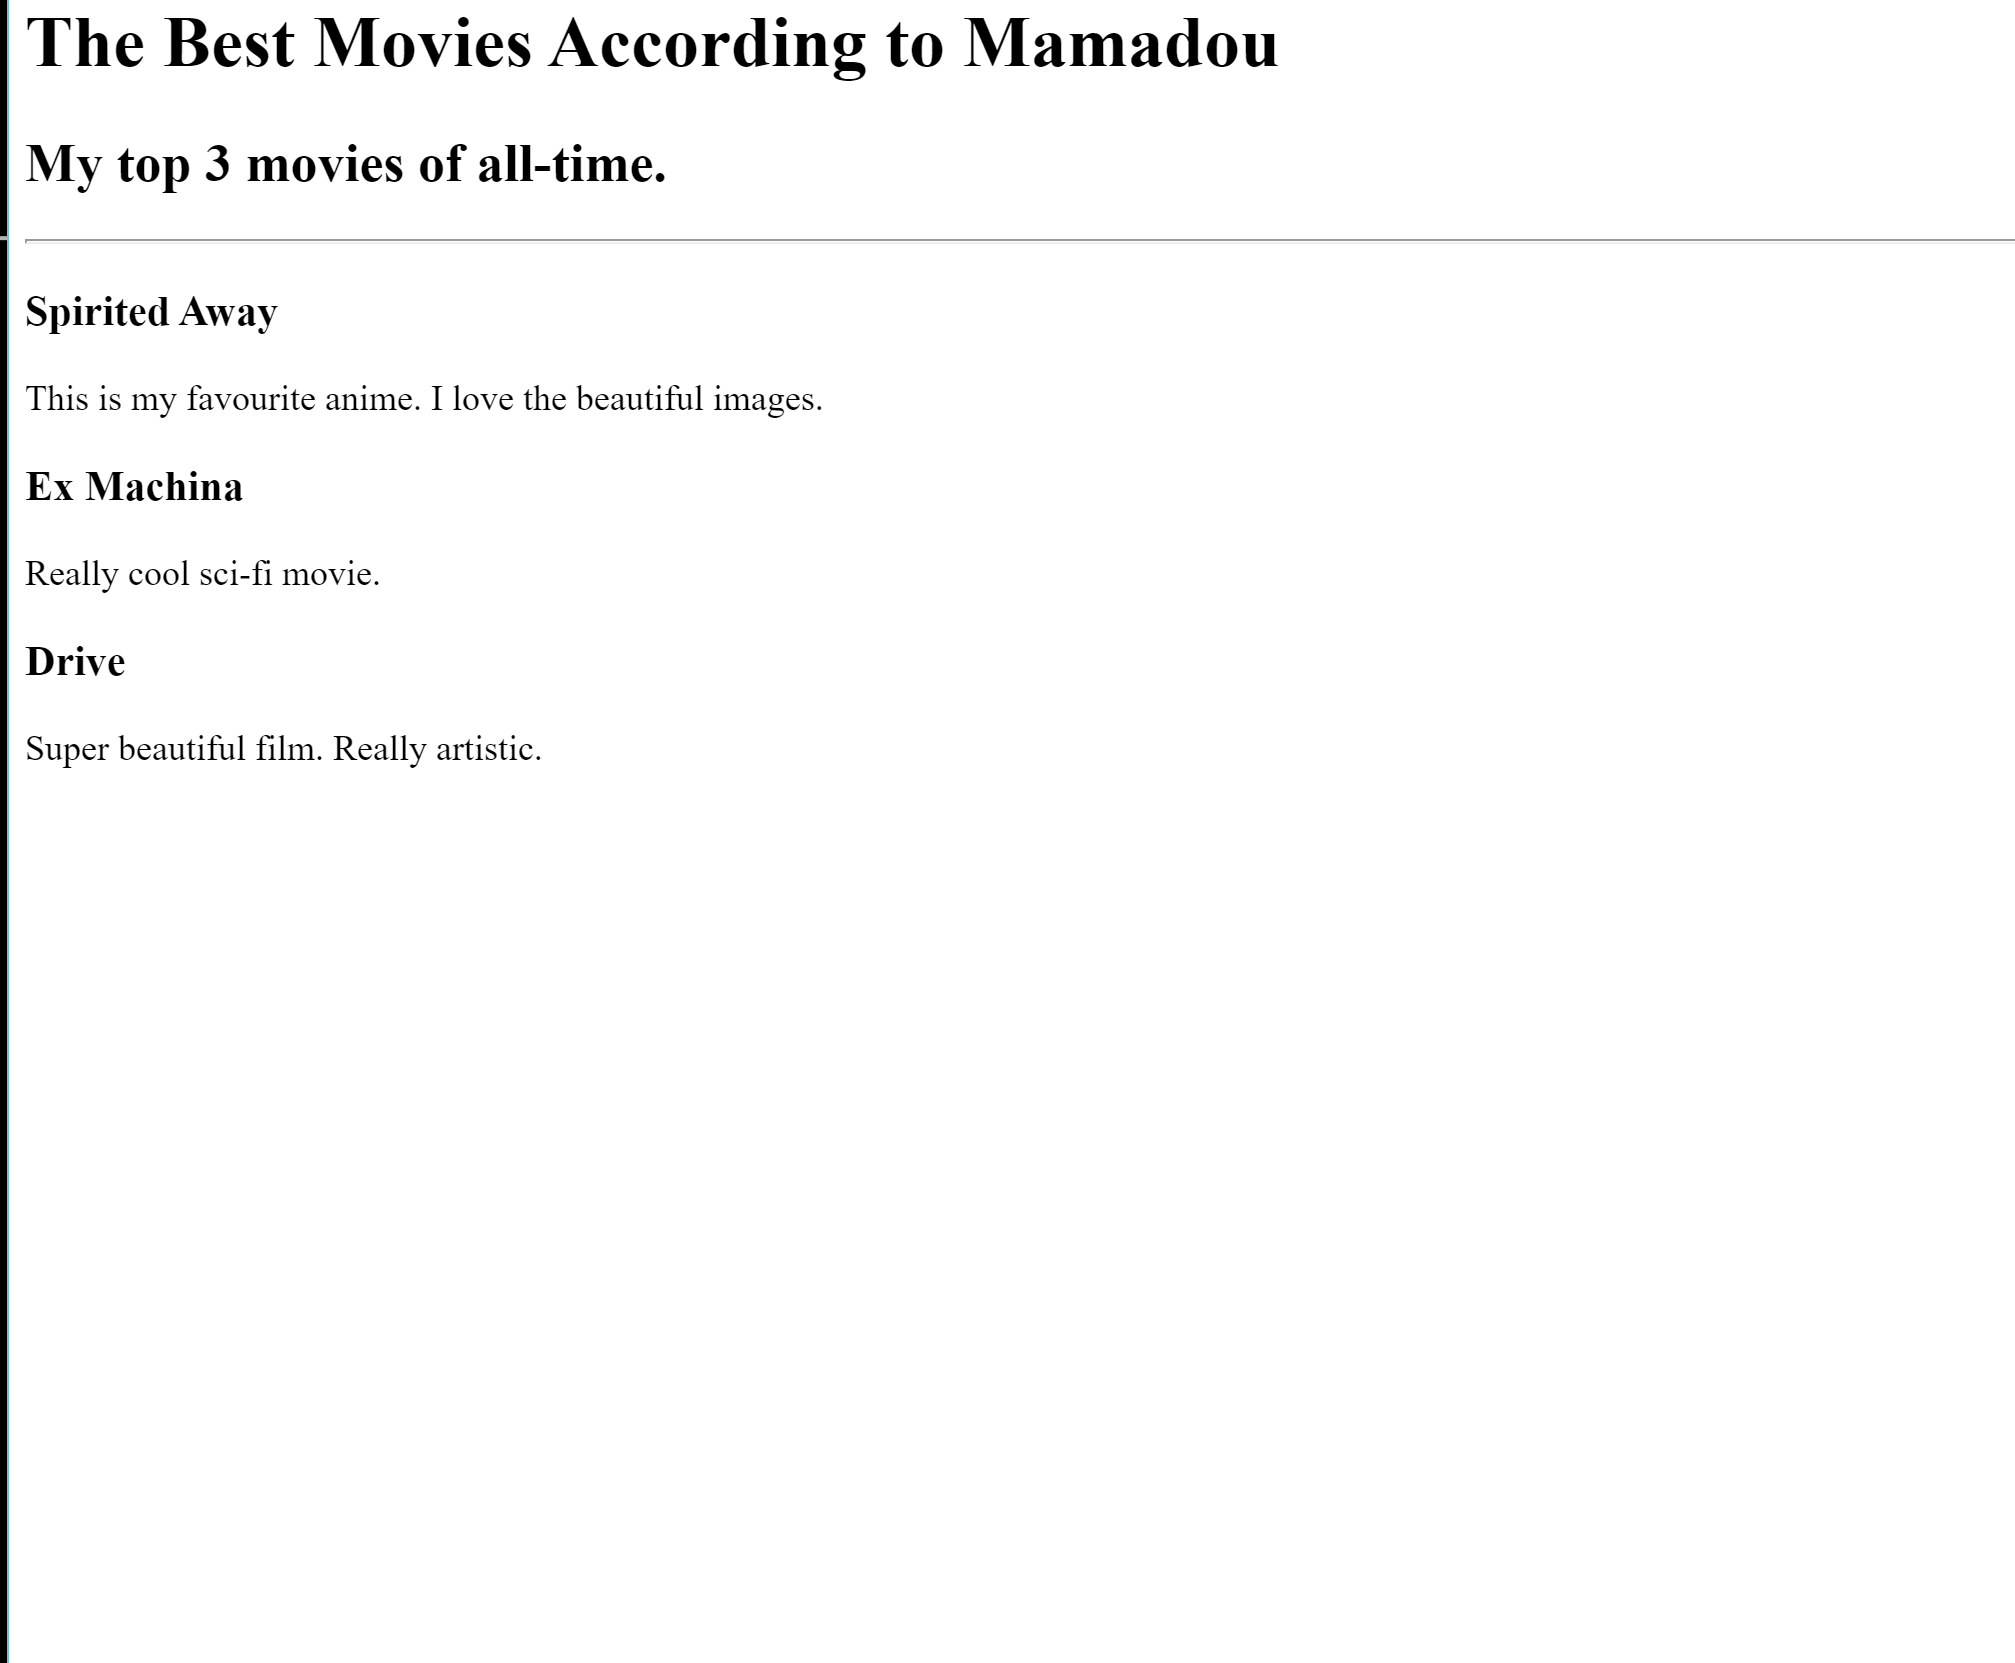 The Best Movies According to Mamadou
My top 3 movies of all-time.
Spirited Away
This is my favourite anime. I love the beautiful images.
Ex Machina
Really cool sci-fi movie.
Drive
Super beautiful film. Really artistic.